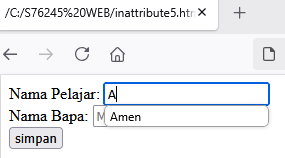 /C:/S76245%20WEB/inattribute5.htm
Nama Pelajar: A
Nama Bapa: M
Amen
simpan